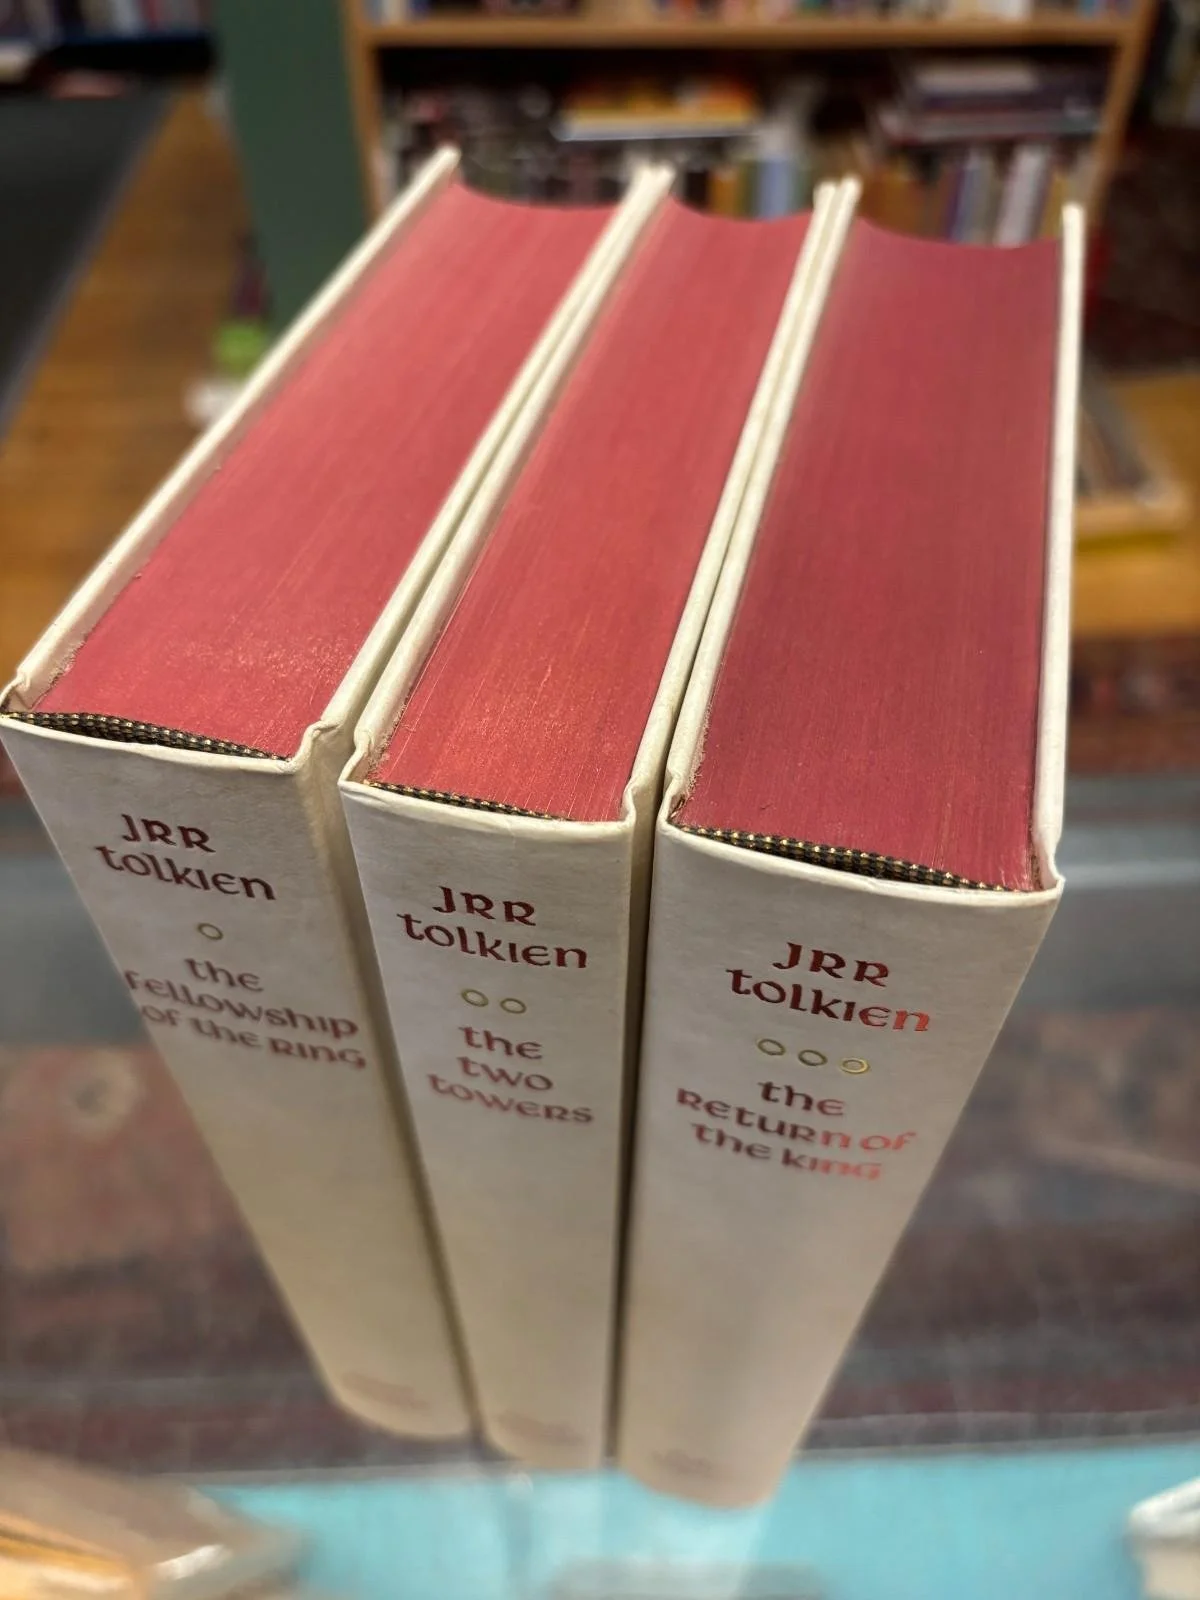 JRR
tolkien
the
fellowship
of the ring
JRR
tolkien
the
two
towers
JRR
tolkien
the
return of
the king